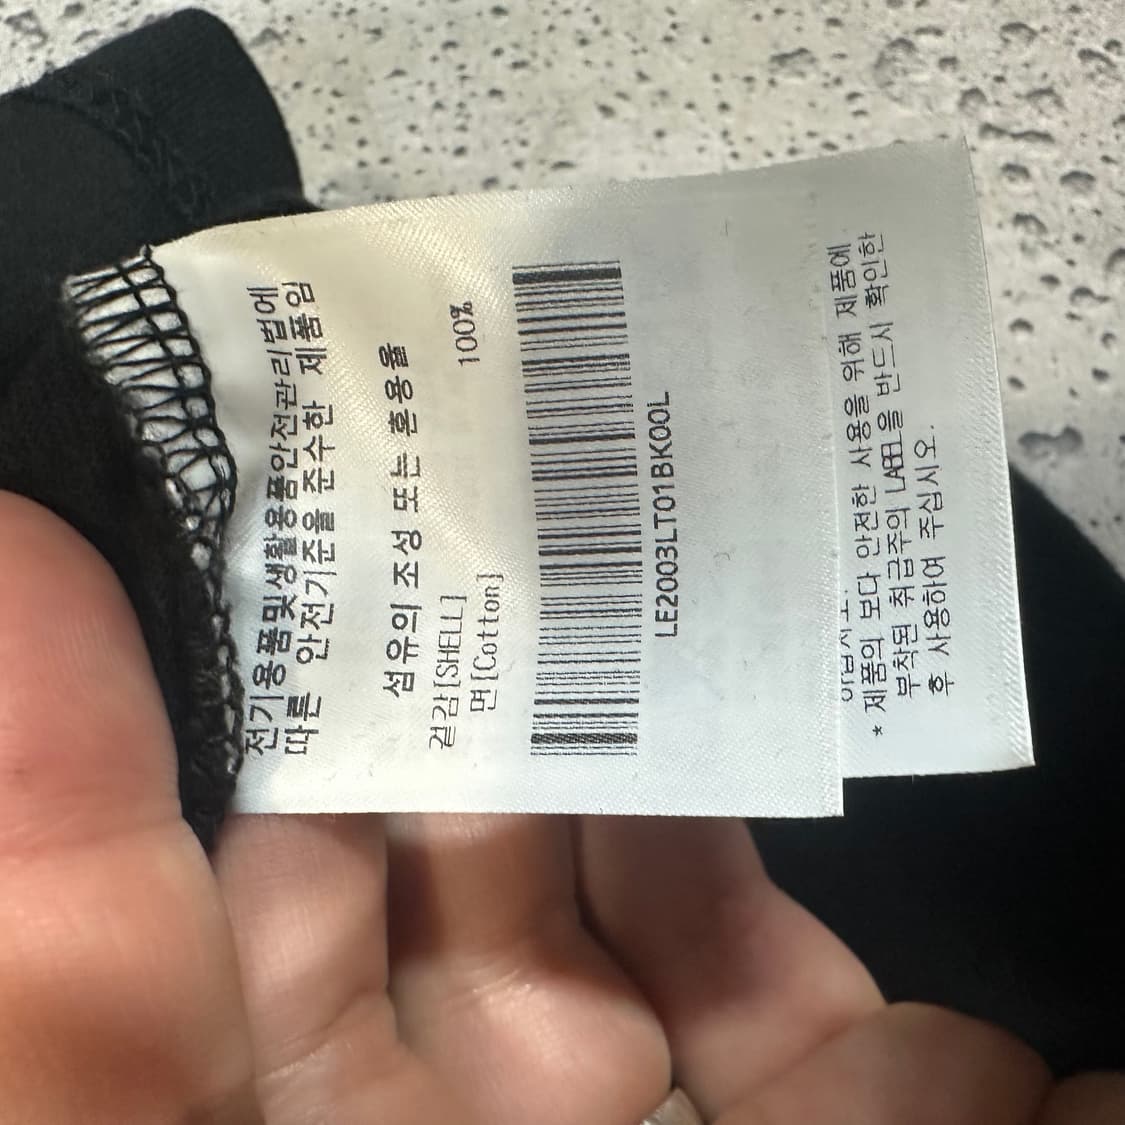 전기용품및생활용품안전관리법에
따른 안전기준을 준수한 제품임
섬유의 조성 또는 혼용율
겉감[SHELL]
면[Cotton] 100%
LE2003LT01BK00L
* 제품의 보다 안전한 사용을 위해 제품에
부착된 취급주의 LABEL을 반드시 확인한
후 사용하여 주십시오.